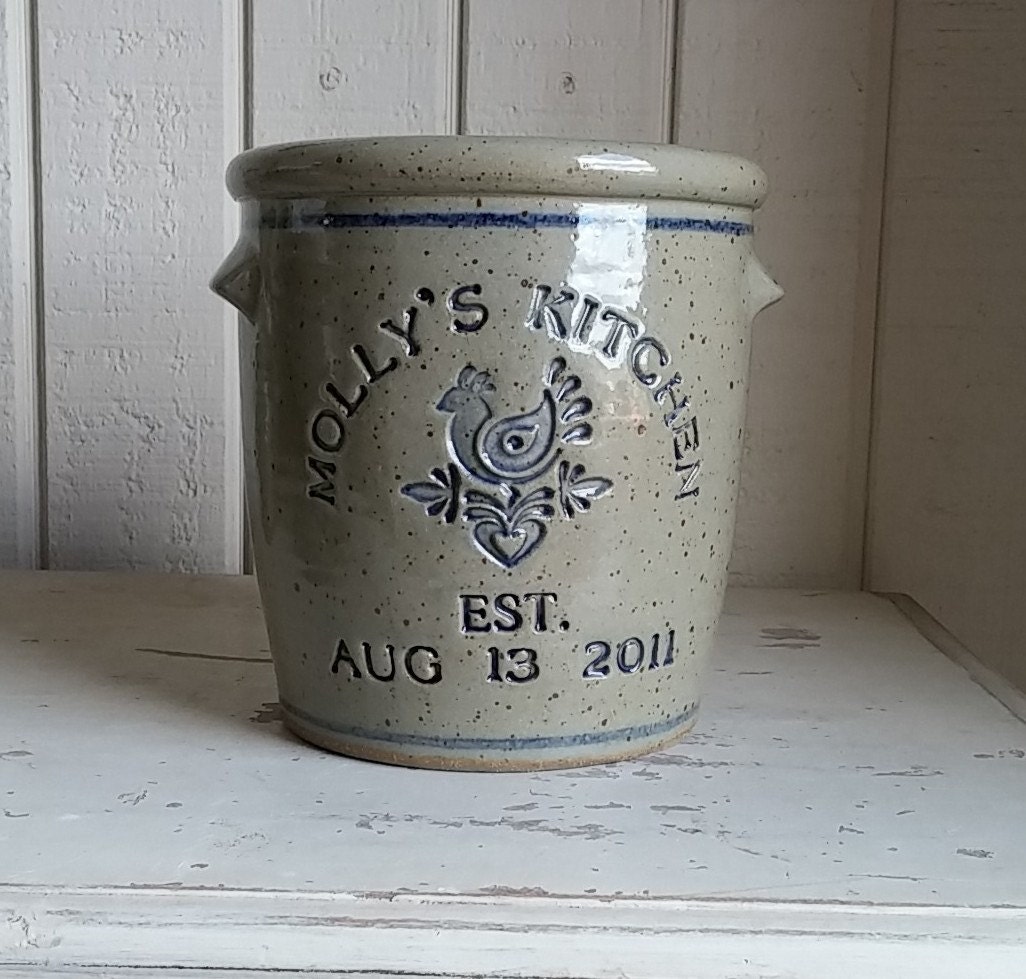 MOLLY'S KITCHEN
EST.
AUG 13 2011